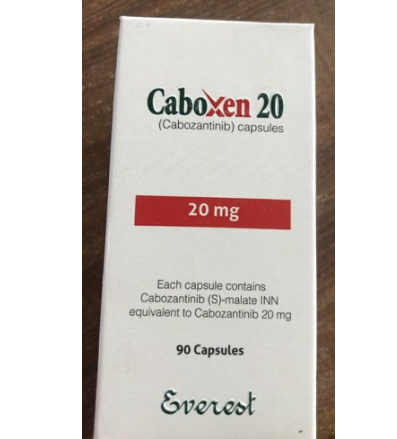 Caboxen 20
(Cabozantinib) capsules
20 mg
Each capsule contains
Cabozantinib (S)-malate INN
equivalent to Cabozantinib 20 mg
90 Capsules
Everest